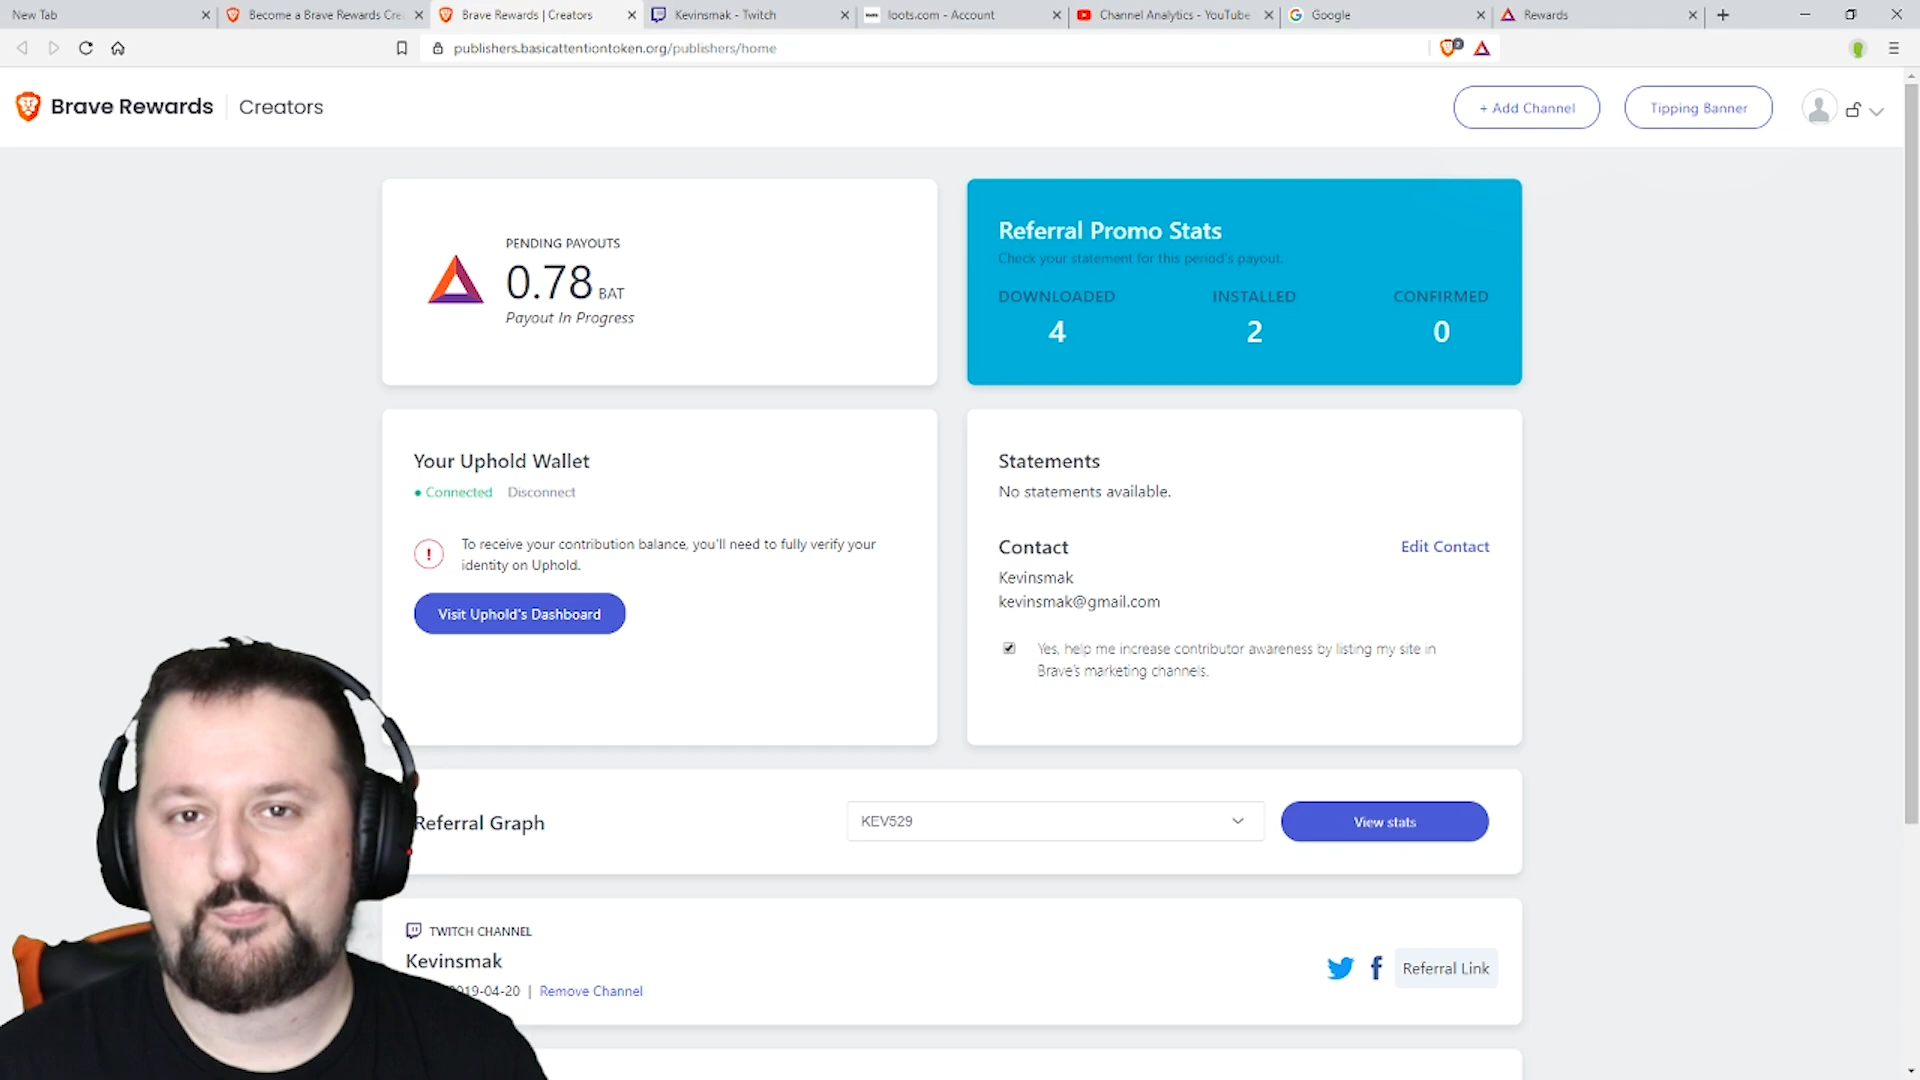 New Tab
Become a Brave Rewards Cre
Brave Rewards | Creators
Kevinsmak - Twitch
loots.com - Account
Channel Analytics - YouTube
Google
Rewards
publishers.basicattentiontoken.org/publishers/home
2
Brave Rewards
Creators
+ Add Channel
Tipping Banner
PENDING PAYOUTS
0.78 BAT
Payout In Progress
Referral Promo Stats
Check your statement for this period's payout.
DOWNLOADED INSTALLED CONFIRMED
4 2 0
Your Uphold Wallet
Connected Disconnect
To receive your contribution balance, you'll need to fully verify your
identity on Uphold.
Visit Uphold's Dashboard
Statements
No statements available.
Contact
Edit Contact
Kevinsmak
kevinsmak@gmail.com
Yes, help me increase contributor awareness by listing my site in
Brave's marketing channels.
Referral Graph
KEV529
View stats
TWITCH CHANNEL
Kevinsmak
Referral Link
019-04-20 | Remove Channel